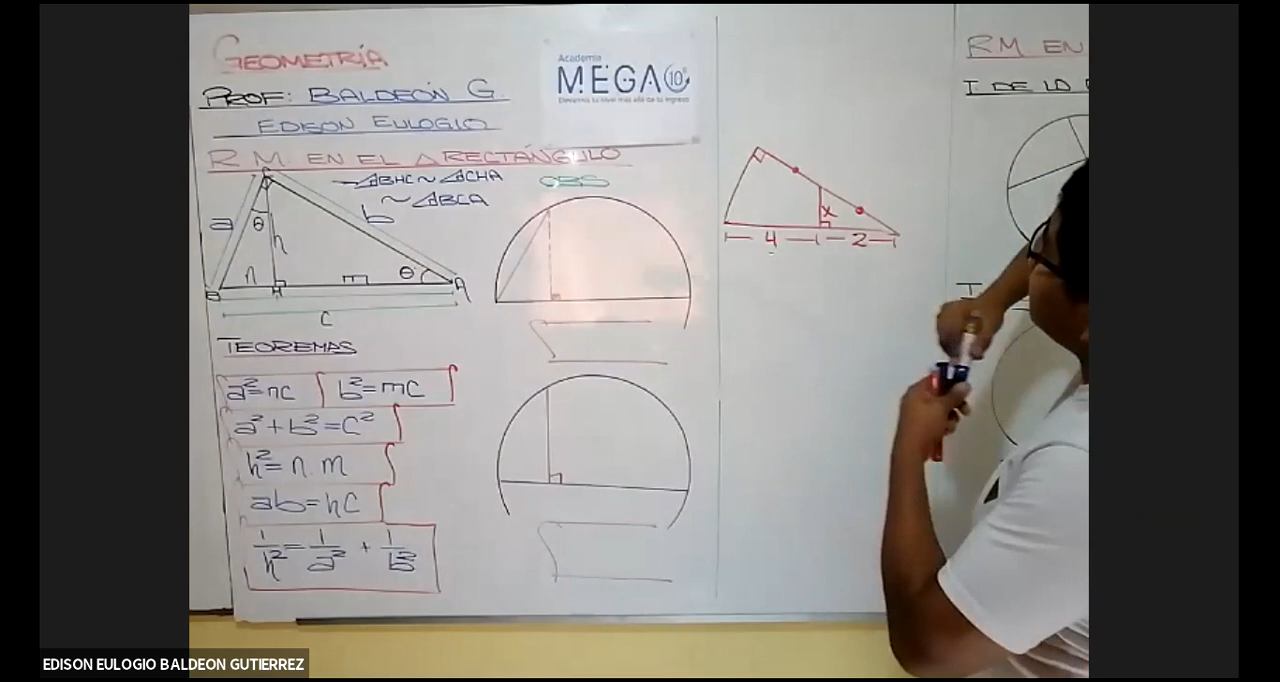 GEOMETRÍA
PROF: BALDEÓN G.
EDISON EULOGIO
Academia
MEGA 10
R M EN EL △ RECTÁNGULO
⊿BHC ~ ⊿CHA
~ ⊿BCA
OBS
C
a
b
θ
h
n
m
θ
B
H
A
c
TEOREMAS
a²=nc
b²=mc
a²+b²=c²
h²=n.m
ab=hc
1/h²=1/a²+1/b²
x
4
2
RM EN
I DE LO
I
EDISON EULOGIO BALDEON GUTIERREZ